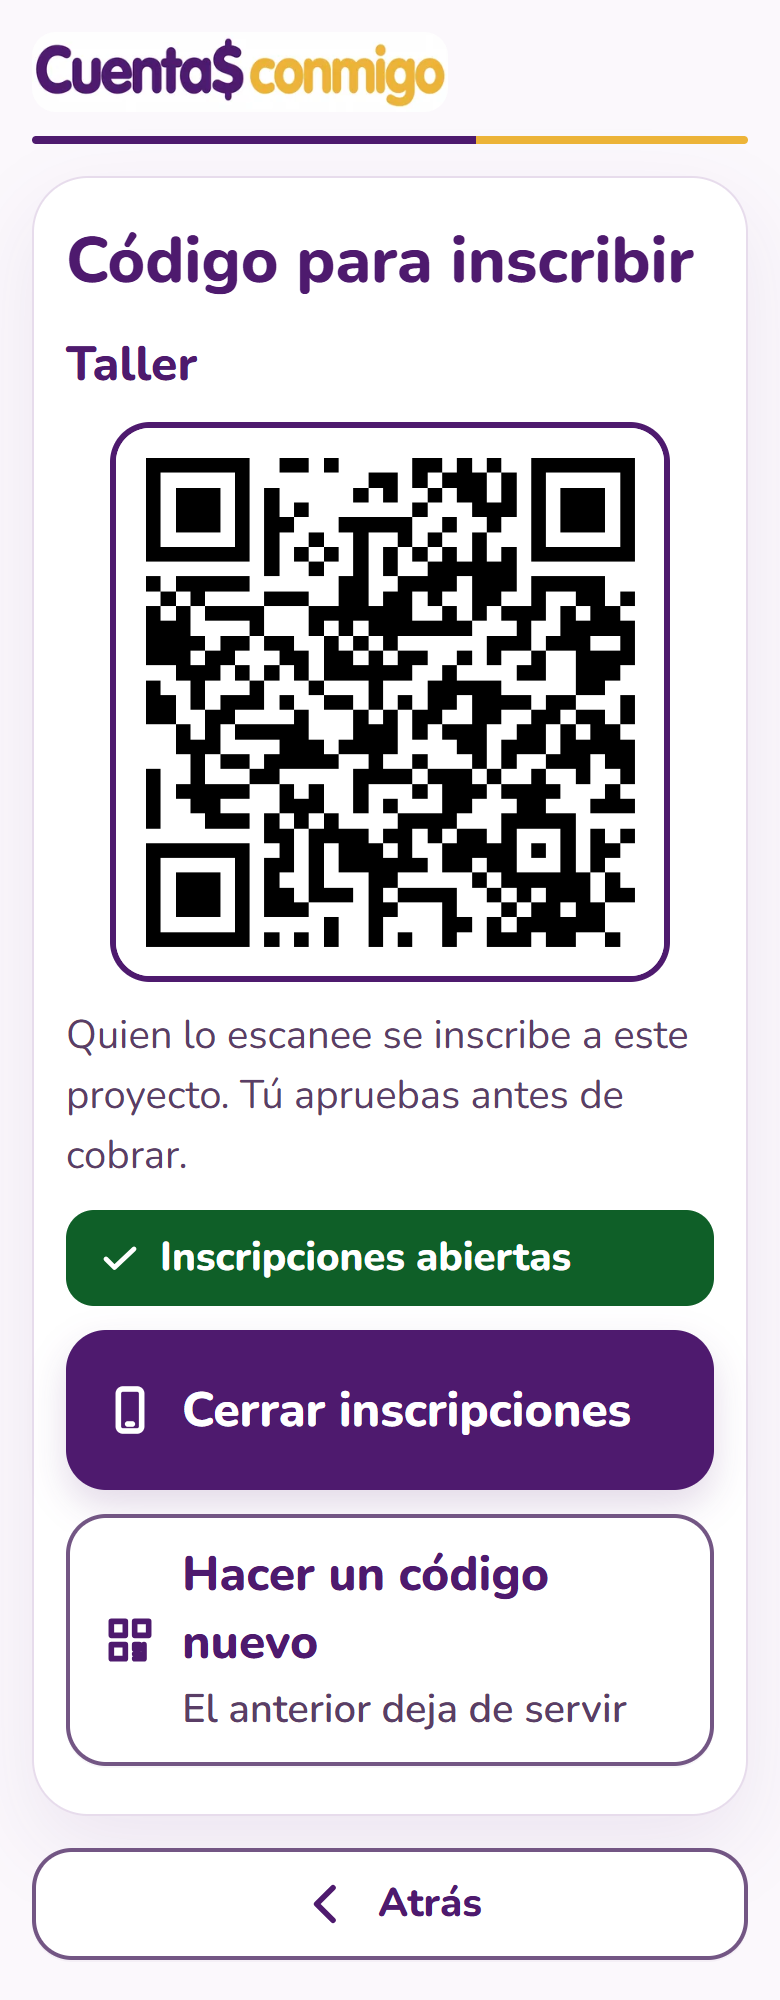 Cuenta$ conmigo
Código para inscribir
Taller
Quien lo escanee se inscribe a este
proyecto. Tú apruebas antes de
cobrar.
Inscripciones abiertas
Cerrar inscripciones
Hacer un código
nuevo
El anterior deja de servir
Atrás